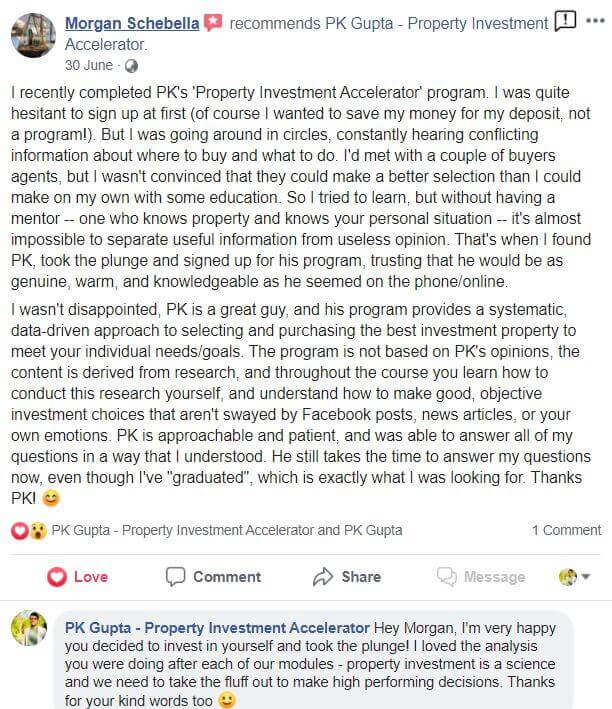 Morgan Schebella recommends PK Gupta - Property Investment
Accelerator.
30 June ·
I recently completed PK's 'Property Investment Accelerator' program. I was quite
hesitant to sign up at first (of course I wanted to save my money for my deposit, not
a program!). But I was going around in circles, constantly hearing conflicting
information about where to buy and what to do. I'd met with a couple of buyers
agents, but I wasn't convinced that they could make a better selection than I could
make on my own with some education. So I tried to learn, but without having a
mentor -- one who knows property and knows your personal situation -- it's almost
impossible to separate useful information from useless opinion. That's when I found
PK, took the plunge and signed up for his program, trusting that he would be as
genuine, warm, and knowledgeable as he seemed on the phone/online.
I wasn't disappointed, PK is a great guy, and his program provides a systematic,
data-driven approach to selecting and purchasing the best investment property to
meet your individual needs/goals. The program is not based on PK's opinions, the
content is derived from research, and throughout the course you learn how to
conduct this research yourself, and understand how to make good, objective
investment choices that aren't swayed by Facebook posts, news articles, or your
own emotions. PK is approachable and patient, and was able to answer all of my
questions in a way that I understood. He still takes the time to answer my questions
now, even though I've "graduated", which is exactly what I was looking for. Thanks
PK! 😊
PK Gupta - Property Investment Accelerator and PK Gupta 1 Comment
Love Comment Share Message
PK Gupta - Property Investment Accelerator Hey Morgan, I'm very happy
you decided to invest in yourself and took the plunge! I loved the analysis
you were doing after each of our modules - property investment is a science
and we need to take the fluff out to make high performing decisions. Thanks
for your kind words too 🙂